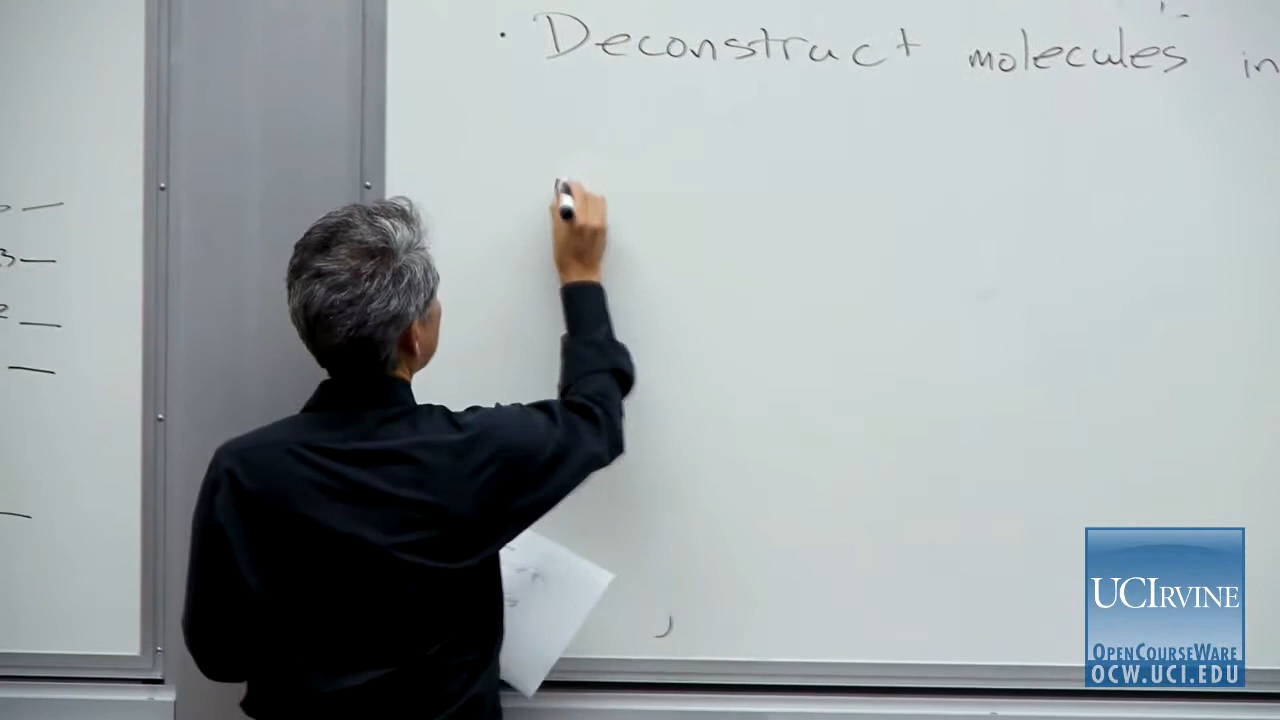 • Deconstruct molecules in
UCIRVINE
OPENCOURSEWARE
OCW.UCI.EDU